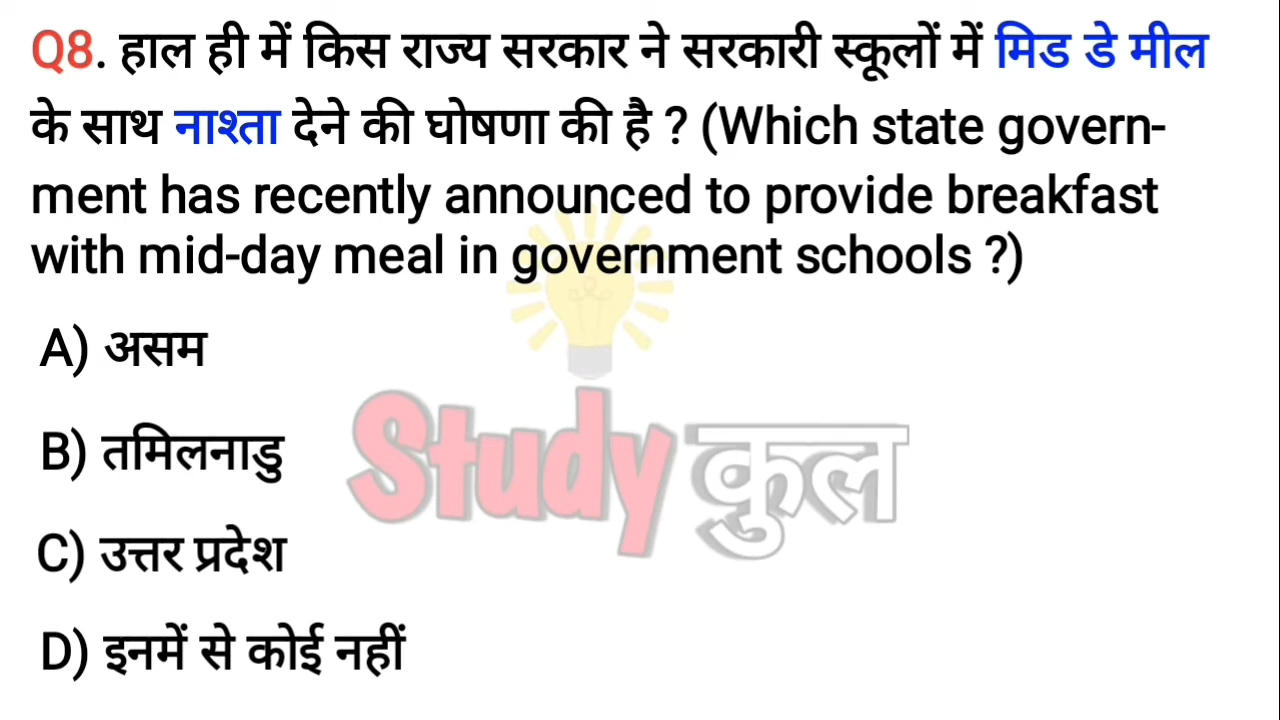 Q8. हाल ही में किस राज्य सरकार ने सरकारी स्कूलों में मिड डे मील
के साथ नाश्ता देने की घोषणा की है ? (Which state govern-
ment has recently announced to provide breakfast
with mid-day meal in government schools ?)
A) असम
B) तमिलनाडु
Study कुल
C) उत्तर प्रदेश
D) इनमें से कोई नहीं